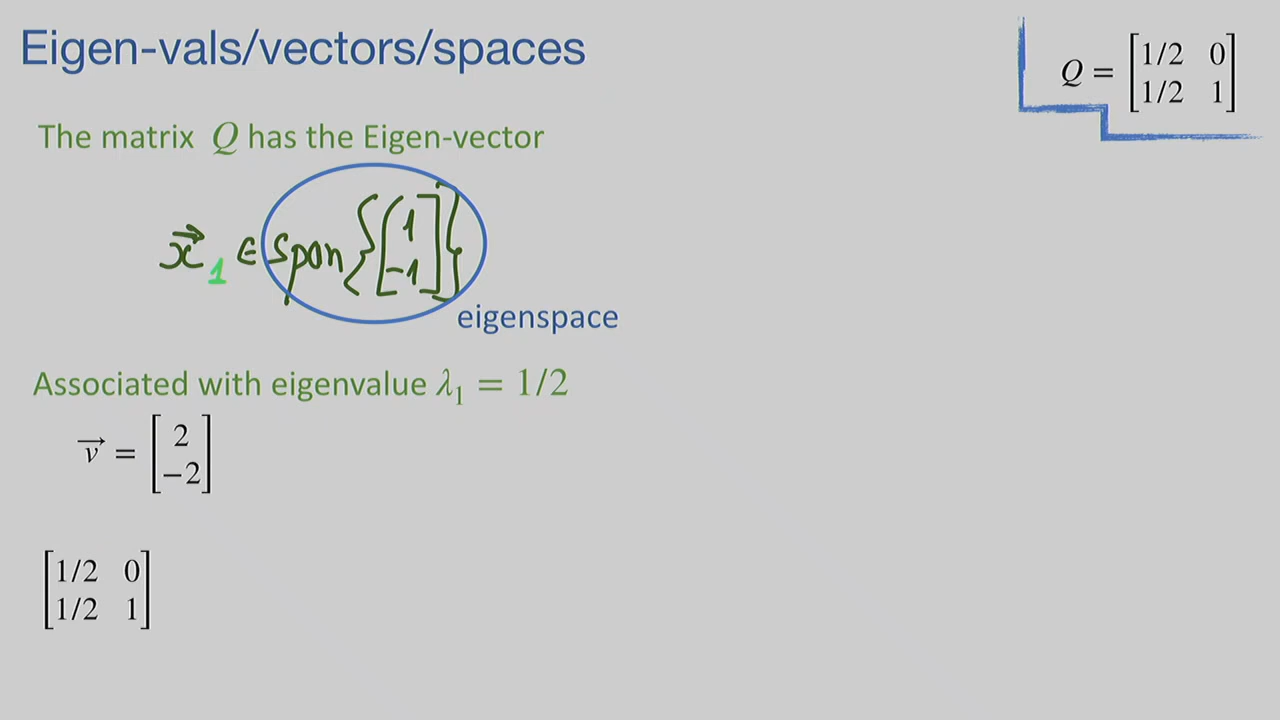 Eigen-vals/vectors/spaces
Q = [1/2 0
1/2 1]
The matrix Q has the Eigen-vector
x⃗₁ ∈ Span{[1
-1]}
eigenspace
Associated with eigenvalue λ₁ = 1/2
v⃗ = [2
−2]
[1/2 0
1/2 1]